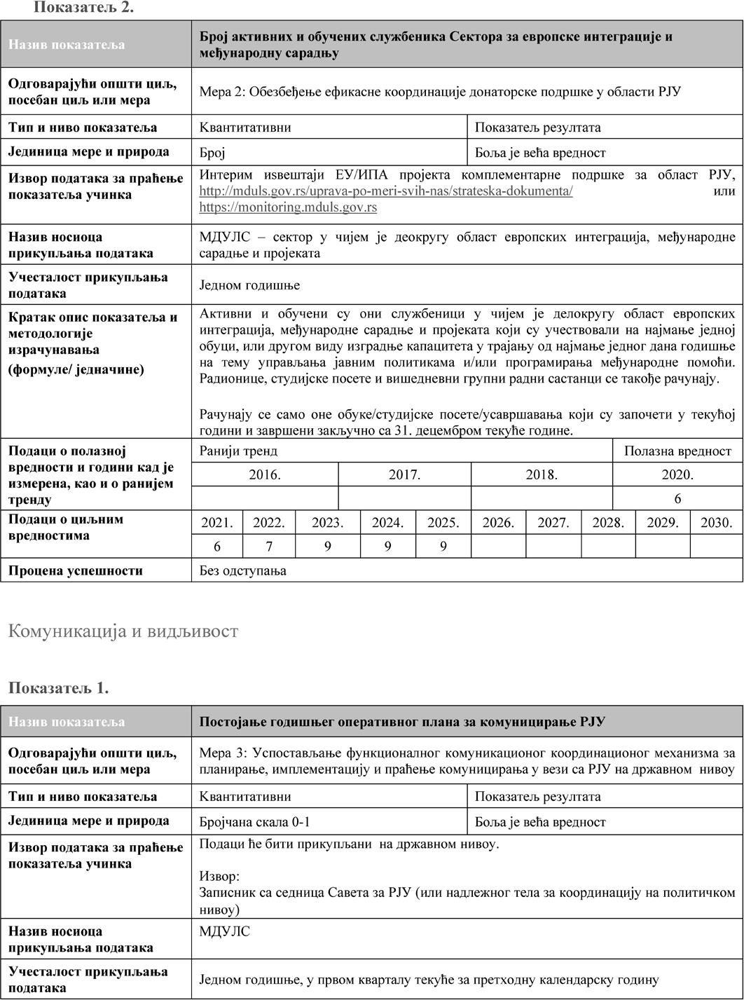 Показатељ 2.
Назив показатеља
Број активних и обучених службеника Сектора за европске интеграције и
међународну сарадњу
Одговарајући општи циљ,
посебан циљ или мера
Мера 2: Обезбеђење ефикасне координације донаторске подршке у области РЈУ
Тип и ниво показатеља
Квантитативни
Показатељ резултата
Јединица мере и природа
Број
Боља је већа вредност
Извор података за праћење
показатеља учинка
Интерим извештаји ЕУ/ИПА пројекта комплементарне подршке за област РЈУ,
http://mduls.gov.rs/uprava-po-meri-svih-nas/strateska-dokumenta/ или
https://monitoring.mduls.gov.rs
Назив носиоца
прикупљања података
МДУЛС – сектор у чијем је деокругу област европских интеграција, међународне
сарадње и пројеката
Учесталост прикупљања
података
Једном годишње
Кратак опис показатеља и
методологије
израчунавања
(формуле/ једначине)
Активни и обучени су они службеници у чијем је делокругу област европских
интеграција, међународне сарадње и пројеката који су учествовали на најмање једној
обуци, или другом виду изградње капацитета у трајању од најмање једног дана годишње
на тему управљања јавним политикама и/или програмирања међународне помоћи.
Радионице, студијске посете и вишедневни групни радни састанци се такође рачунају.
Рачунају се само оне обуке/студијске посете/усавршавања који су започети у текућој
години и завршени закључно са 31. децембром текуће године.
Подаци о полазној
вредности и години кад је
измерена, као и о ранијем
тренду
Ранији тренд
Полазна вредност
2016.
2017.
2018.
2020.
6
Подаци о циљним
вредностима
2021.
2022.
2023.
2024.
2025.
2026.
2027.
2028.
2029.
2030.
6
7
9
9
9
Процена успешности
Без одступања
Комуникација и видљивост
Показатељ 1.
Назив показатеља
Постојање годишњег оперативног плана за комуницирање РЈУ
Одговарајући општи циљ,
посебан циљ или мера
Мера 3: Успостављање функционалног комуникационог координационог механизма за
планирање, имплементацију и праћење комуницирања у вези са РЈУ на државном нивоу
Тип и ниво показатеља
Квантитативни
Показатељ резултата
Јединица мере и природа
Бројчана скала 0-1
Боља је већа вредност
Извор података за праћење
показатеља учинка
Подаци ће бити прикупљани на државном нивоу.
Извор:
Записник са седница Савета за РЈУ (или надлежног тела за координацију на политичком
нивоу)
Назив носиоца
прикупљања података
МДУЛС
Учесталост прикупљања
података
Једном годишње, у првом кварталу текуће за претходну календарску годину